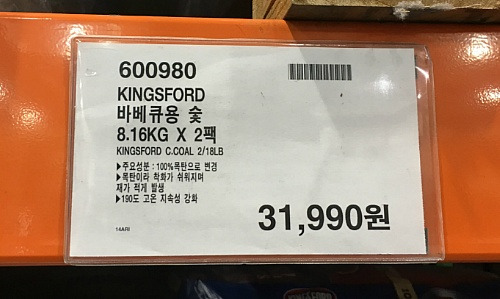 600980
KINGSFORD
바베큐용 숯
8.16KG X 2팩
KINGSFORD C.COAL 2/18LB
▶주요성분 : 100%목탄으로 변경
▶목탄이라 착화가 쉬워지며
재가 적게 발생
▶190도 고온 지속성 강화
31,990원
14ARI